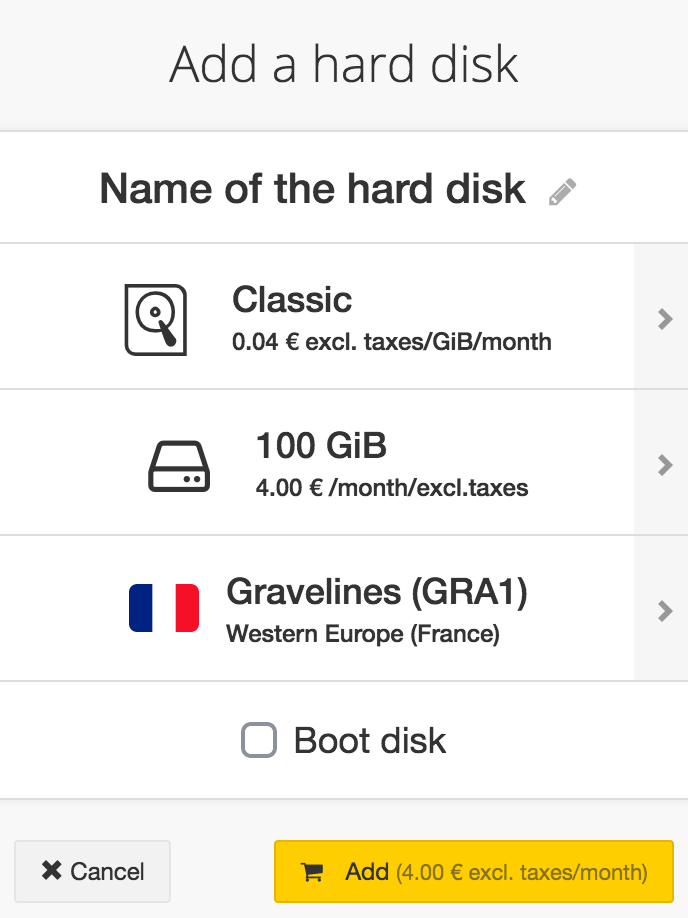 Add a hard disk
Name of the hard disk
Classic
0.04 € excl. taxes/GiB/month
100 GiB
4.00 € /month/excl.taxes
Gravelines (GRA1)
Western Europe (France)
Boot disk
Cancel
Add (4.00 € excl. taxes/month)